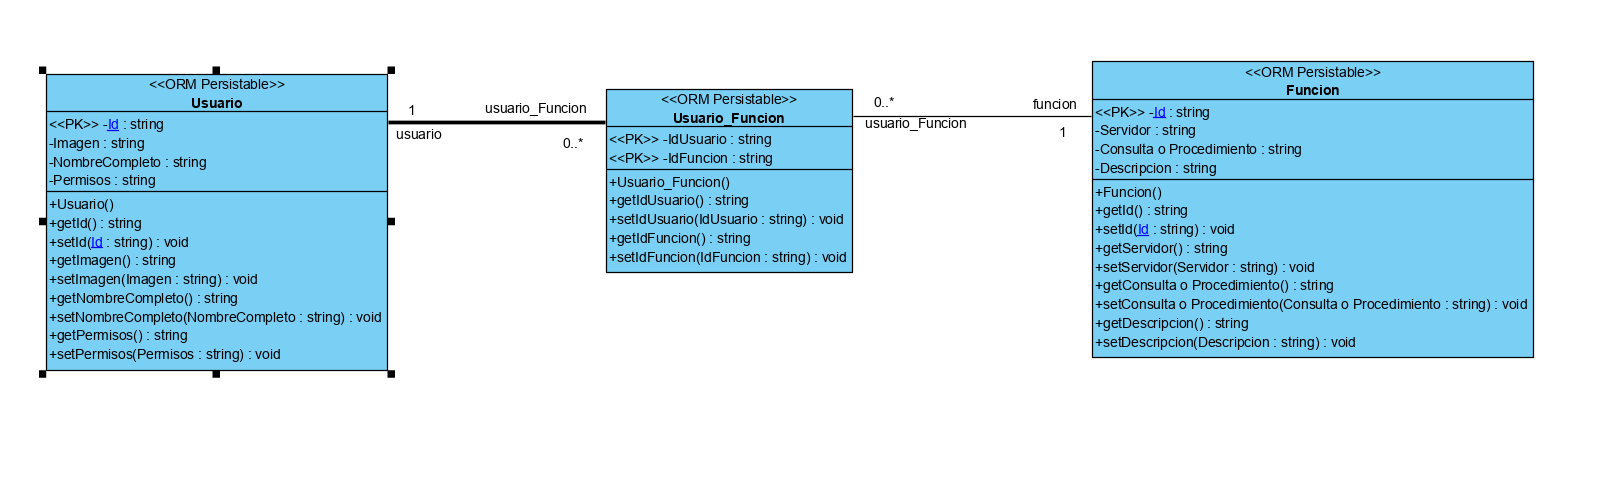 <<ORM Persistable>>
Usuario
<<PK>> -Id : string
-Imagen : string
-NombreCompleto : string
-Permisos : string
+Usuario()
+getId() : string
+setId(Id : string) : void
+getImagen() : string
+setImagen(Imagen : string) : void
+getNombreCompleto() : string
+setNombreCompleto(NombreCompleto : string) : void
+getPermisos() : string
+setPermisos(Permisos : string) : void
1
usuario
usuario_Funcion
0..*
<<ORM Persistable>>
Usuario_Funcion
<<PK>> -IdUsuario : string
<<PK>> -IdFuncion : string
+Usuario_Funcion()
+getIdUsuario() : string
+setIdUsuario(IdUsuario : string) : void
+getIdFuncion() : string
+setIdFuncion(IdFuncion : string) : void
0..*
usuario_Funcion
funcion
1
<<ORM Persistable>>
Funcion
<<PK>> -Id : string
-Servidor : string
-Consulta o Procedimiento : string
-Descripcion : string
+Funcion()
+getId() : string
+setId(Id : string) : void
+getServidor() : string
+setServidor(Servidor : string) : void
+getConsulta o Procedimiento() : string
+setConsulta o Procedimiento(Consulta o Procedimiento : string) : void
+getDescripcion() : string
+setDescripcion(Descripcion : string) : void